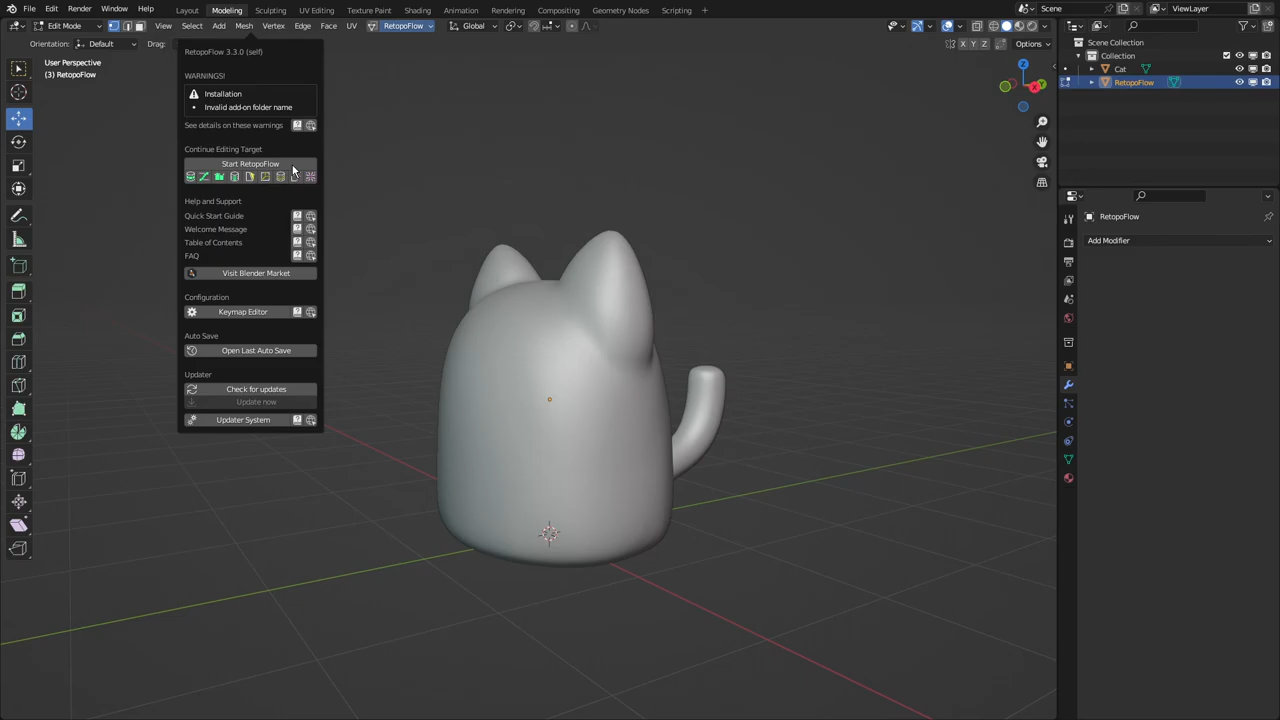 File Edit Render Window Help Layout Modeling Sculpting UV Editing Texture Paint Shading Animation Rendering Compositing Geometry Nodes Scripting Scene ViewLayer
Edit Mode View Select Add Mesh Vertex Edge Face UV RetopoFlow Global
Orientation: Default Drag: X Y Z Options
User Perspective
(3) RetopoFlow
RetopoFlow 3.3.0 (self)
WARNINGS!
Installation
• Invalid add-on folder name
See details on these warnings
Continue Editing Target
Start RetopoFlow
Help and Support
Quick Start Guide
Welcome Message
Table of Contents
FAQ
Visit Blender Market
Configuration
Keymap Editor
Auto Save
Open Last Auto Save
Updater
Check for updates
Update now
Updater System
Z
X
Y
Scene Collection
Collection
Cat
RetopoFlow
RetopoFlow
Add Modifier